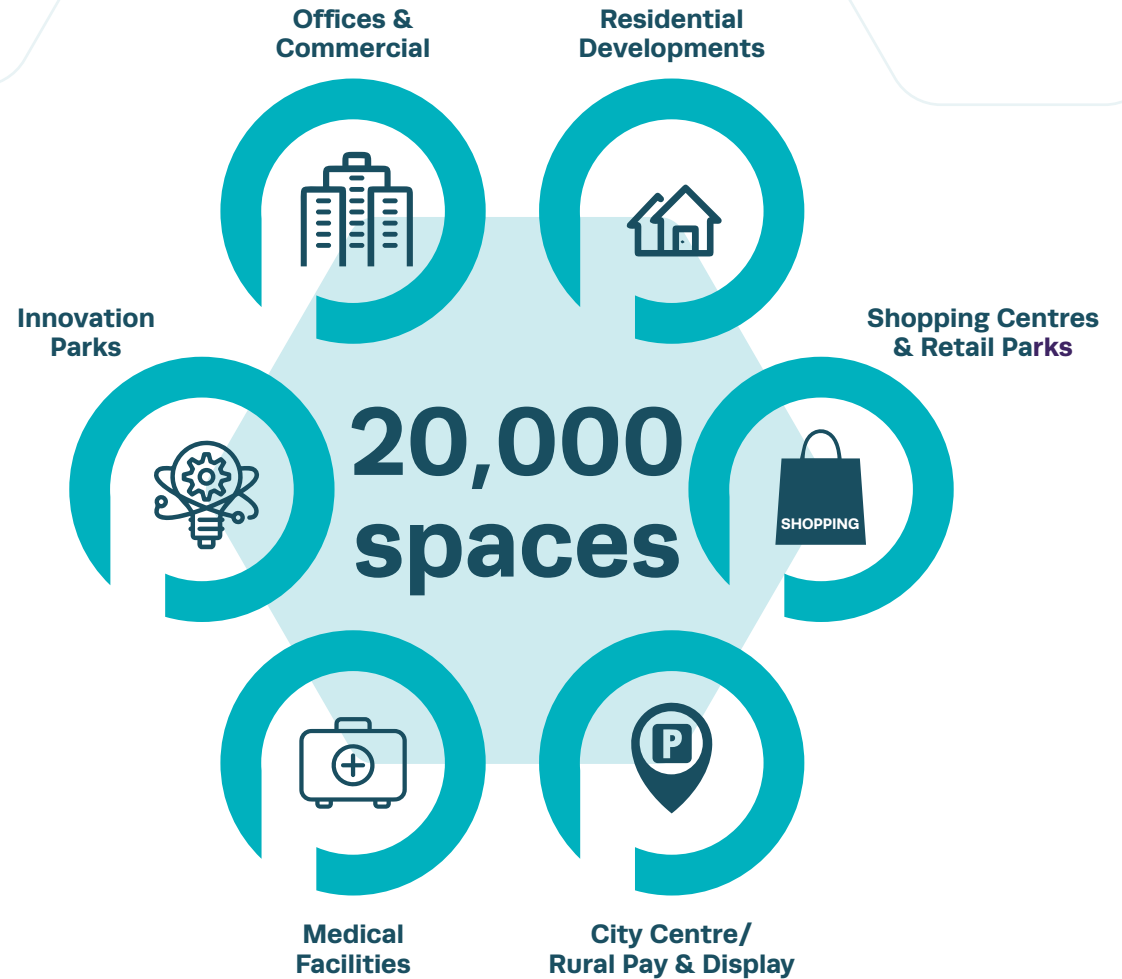 Offices &
Commercial
Residential
Developments
Innovation
Parks
Shopping Centres
& Retail Parks
20,000
spaces
SHOPPING
P
Medical
Facilities
City Centre/
Rural Pay & Display